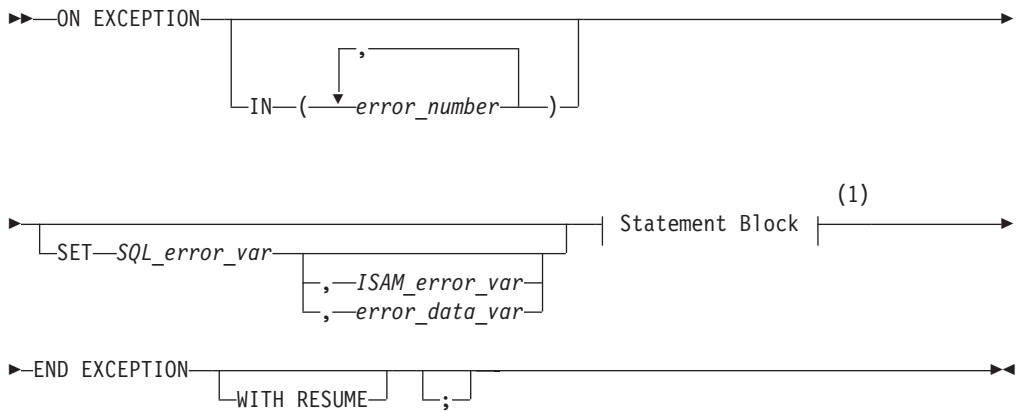 ON EXCEPTION
,
IN ( error_number )
(1)
Statement Block
SET SQL_error_var
, ISAM_error_var
, error_data_var
END EXCEPTION
WITH RESUME ;